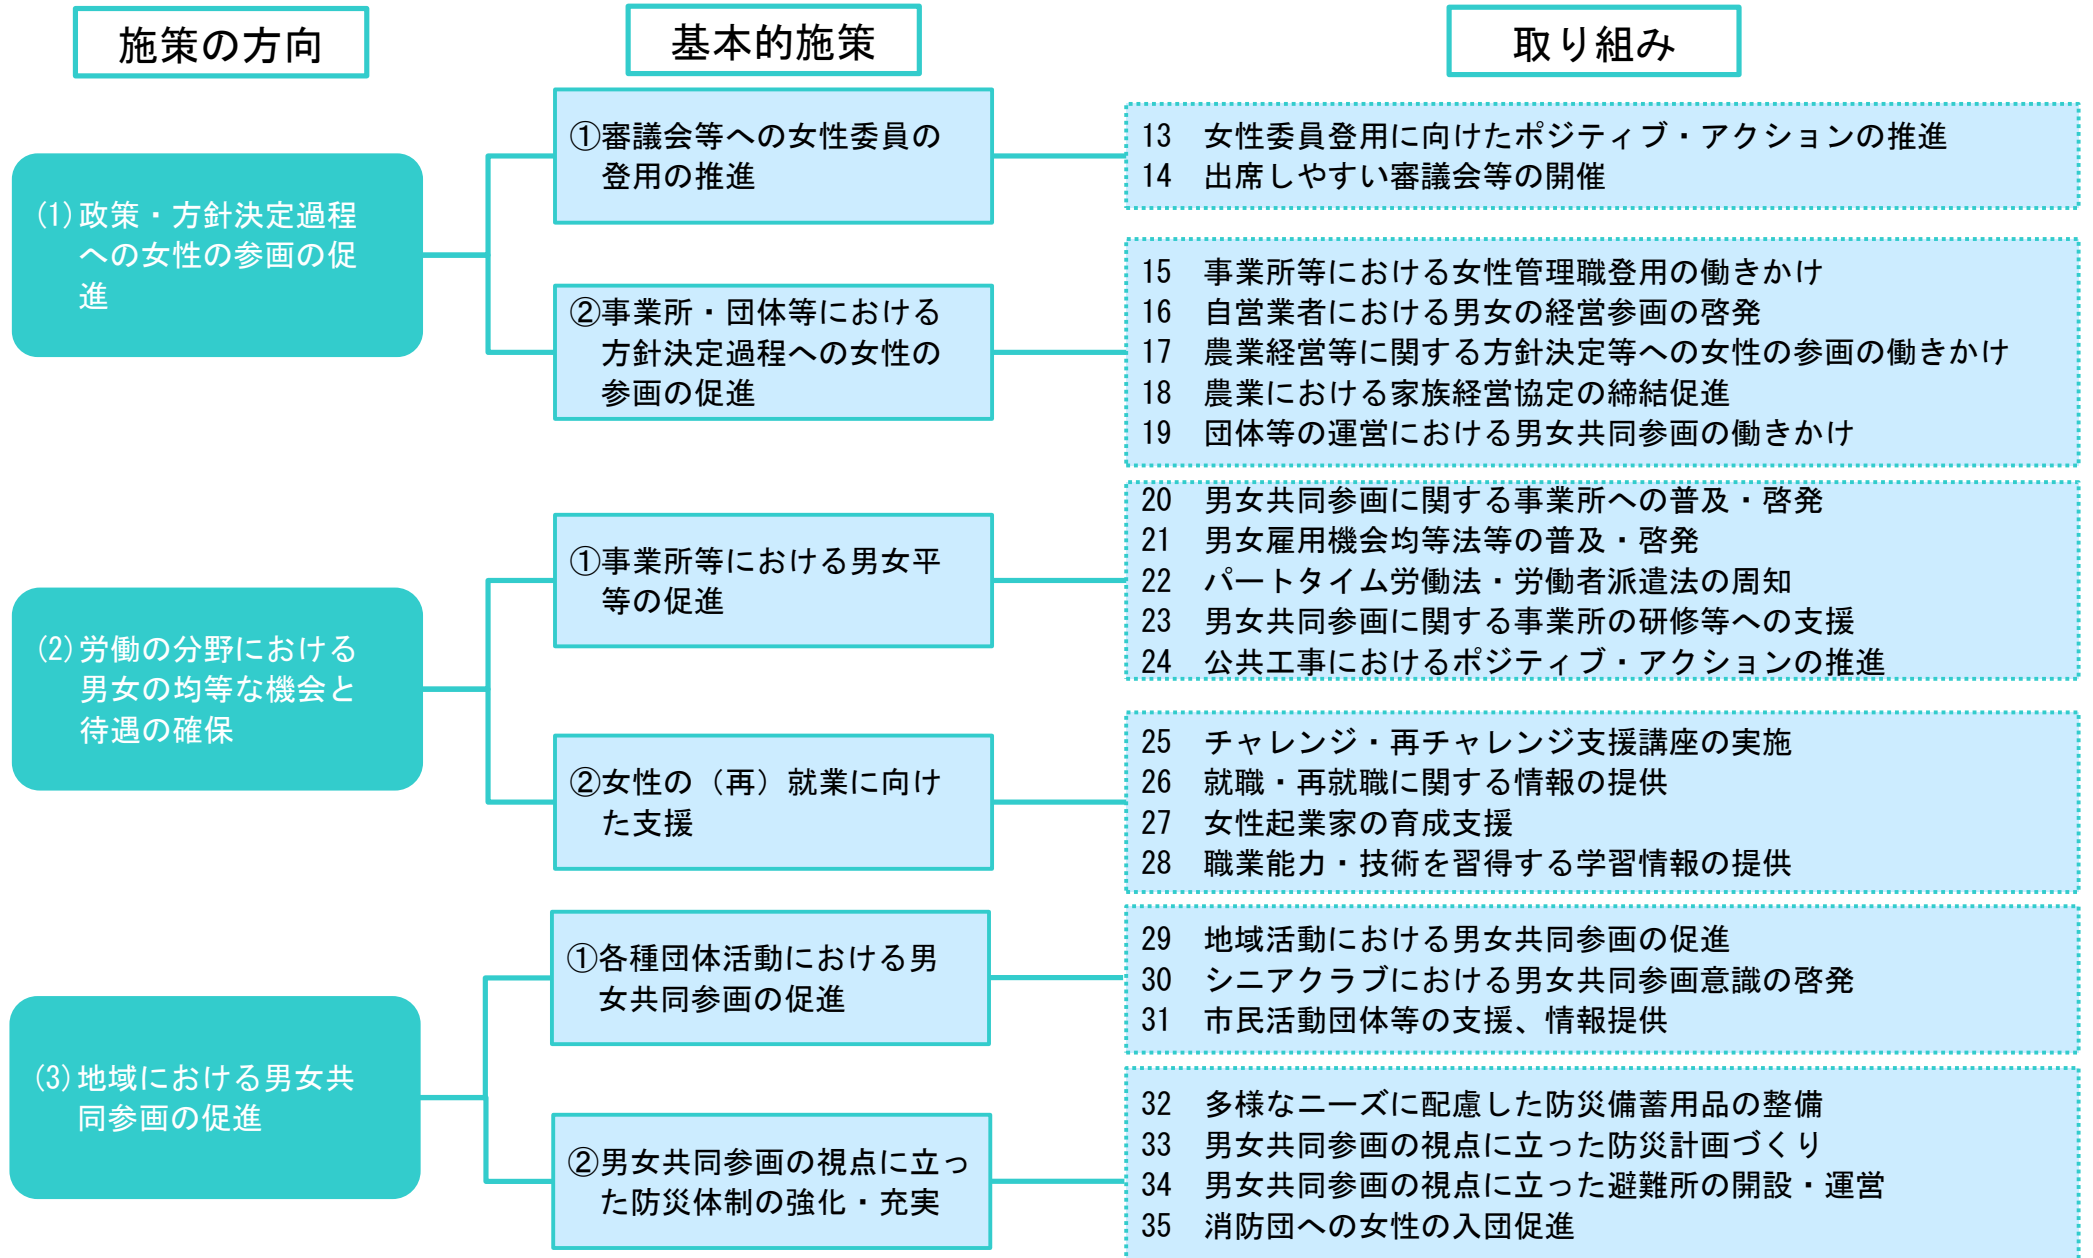 施策の方向
基本的施策
取り組み
(1)政策・方針決定過程
への女性の参画の促
進
①審議会等への女性委員の
登用の推進
13 女性委員登用に向けたポジティブ・アクションの推進
14 出席しやすい審議会等の開催
②事業所・団体等における
方針決定過程への女性の
参画の促進
15 事業所等における女性管理職登用の働きかけ
16 自営業者における男女の経営参画の啓発
17 農業経営等に関する方針決定等への女性の参画の働きかけ
18 農業における家族経営協定の締結促進
19 団体等の運営における男女共同参画の働きかけ
(2)労働の分野における
男女の均等な機会と
待遇の確保
①事業所等における男女平
等の促進
20 男女共同参画に関する事業所への普及・啓発
21 男女雇用機会均等法等の普及・啓発
22 パートタイム労働法・労働者派遣法の周知
23 男女共同参画に関する事業所の研修等への支援
24 公共工事におけるポジティブ・アクションの推進
②女性の（再）就業に向け
た支援
25 チャレンジ・再チャレンジ支援講座の実施
26 就職・再就職に関する情報の提供
27 女性起業家の育成支援
28 職業能力・技術を習得する学習情報の提供
(3)地域における男女共
同参画の促進
①各種団体活動における男
女共同参画の促進
29 地域活動における男女共同参画の促進
30 シニアクラブにおける男女共同参画意識の啓発
31 市民活動団体等の支援、情報提供
②男女共同参画の視点に立っ
た防災体制の強化・充実
32 多様なニーズに配慮した防災備蓄用品の整備
33 男女共同参画の視点に立った防災計画づくり
34 男女共同参画の視点に立った避難所の開設・運営
35 消防団への女性の入団促進